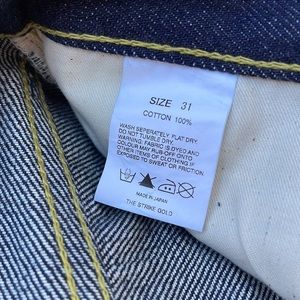 SIZE 31
COTTON 100%
WASH SEPERATELY FLAT DRY.
DO NOT TUMBLE DRY.
WARNING: FABRIC IS DYED AND
COLOUR MAY RUB-OFF ONTO
OTHER ITEMS OF CLOTHING IF
EXPOSED TO SWEAT OR FRICTION.
MADE IN JAPAN
THE STRIKE GOLD